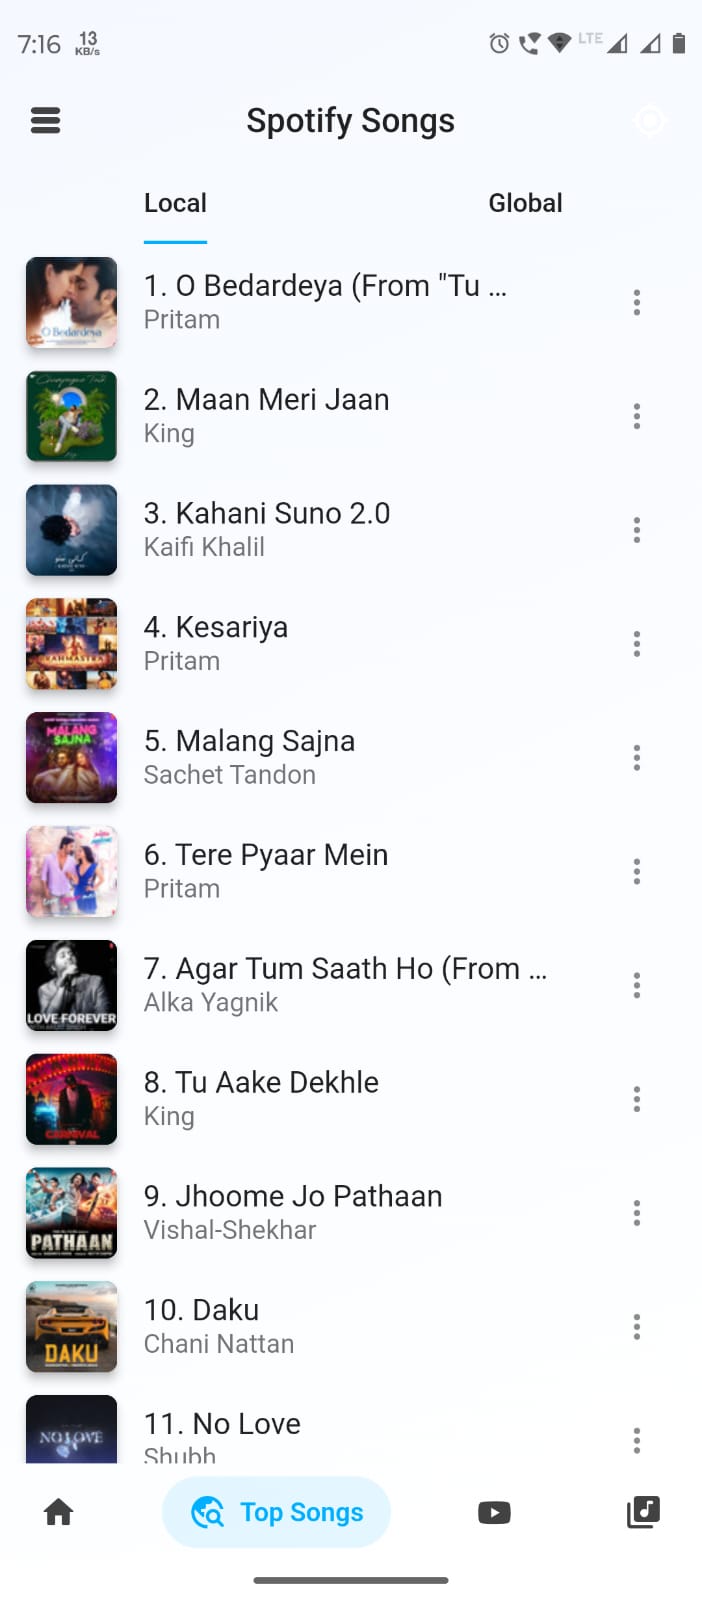 7:16 13 KB/s LTE
Spotify Songs
Local Global
1. O Bedardeya (From "Tu ...
Pritam
2. Maan Meri Jaan
King
3. Kahani Suno 2.0
Kaifi Khalil
4. Kesariya
Pritam
5. Malang Sajna
Sachet Tandon
6. Tere Pyaar Mein
Pritam
7. Agar Tum Saath Ho (From ...
Alka Yagnik
8. Tu Aake Dekhle
King
9. Jhoome Jo Pathaan
Vishal-Shekhar
10. Daku
Chani Nattan
11. No Love
Shubh
Top Songs
O Bedardeya
Champagne Talk
BRAHMASTRA
MALANG
SAJNA
LOVE FOREVER
CARNIVAL
PATHAAN
DAKU
NO LOVE